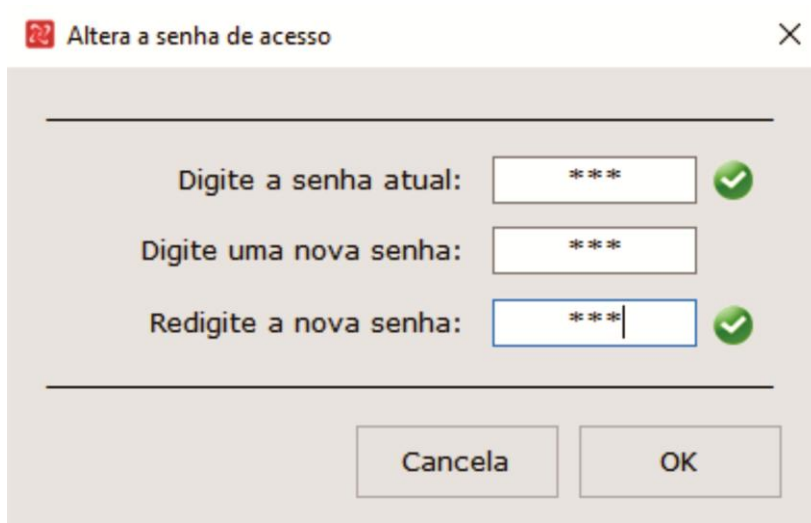 Altera a senha de acesso
Digite a senha atual: ***
Digite uma nova senha: ***
Redigite a nova senha: ***
Cancela OK